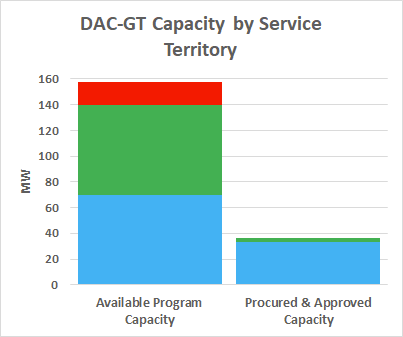 DAC-GT Capacity by Service
Territory
160
140
120
100
80
60
40
20
0
MW
Available Program
Capacity
Procured & Approved
Capacity